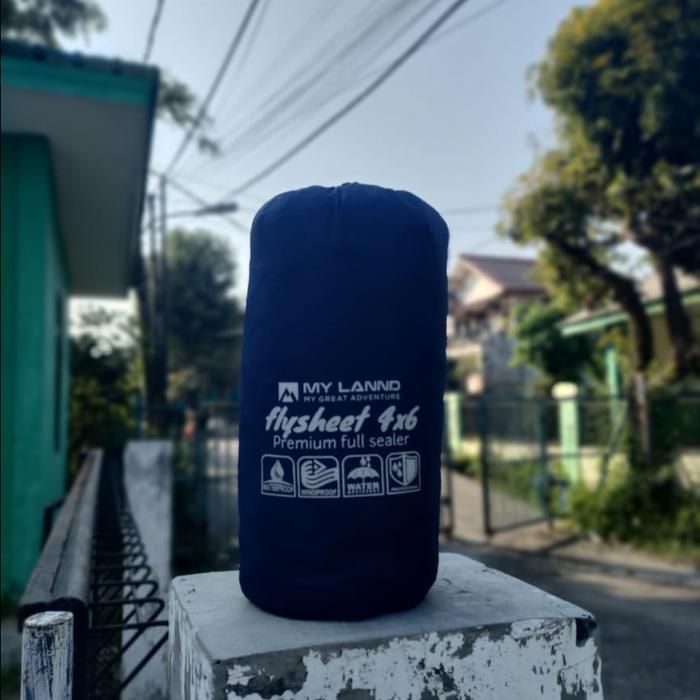 MY LANND
MY GREAT ADVENTURE
flysheet 4x6
Premium full sealer
WATERPROOF WINDPROOF WATER